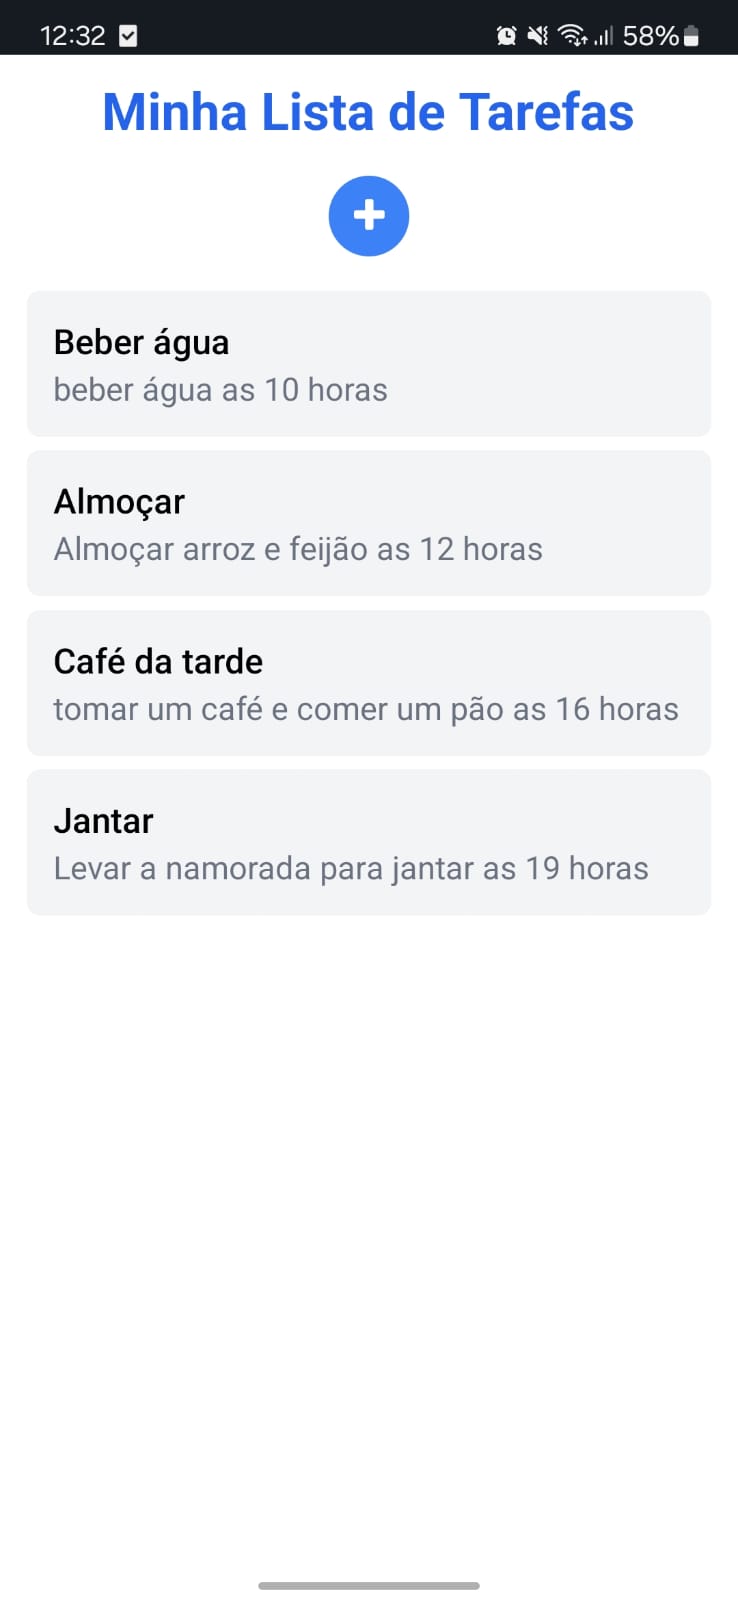 12:32 58%
Minha Lista de Tarefas
+
Beber água
beber água as 10 horas
Almoçar
Almoçar arroz e feijão as 12 horas
Café da tarde
tomar um café e comer um pão as 16 horas
Jantar
Levar a namorada para jantar as 19 horas